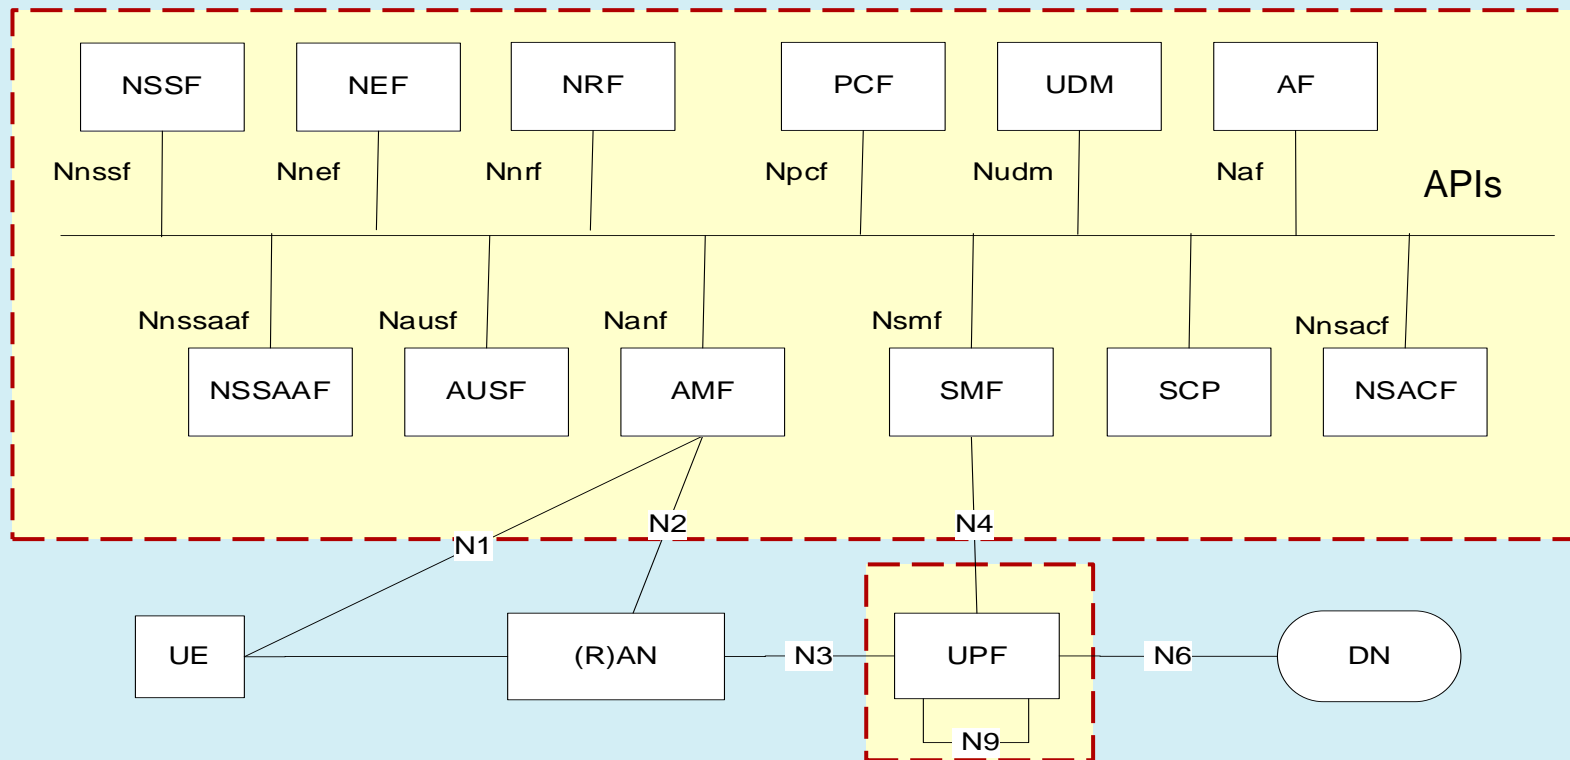 NSSF
NEF
NRF
PCF
UDM
AF
Nnssf
Nnef
Nnrf
Npcf
Nudm
Naf
APIs
Nnssaaf
Nausf
Nanf
Nsmf
Nnsacf
NSSAAF
AUSF
AMF
SMF
SCP
NSACF
N1
N2
N4
UE
(R)AN
N3
UPF
N6
DN
N9